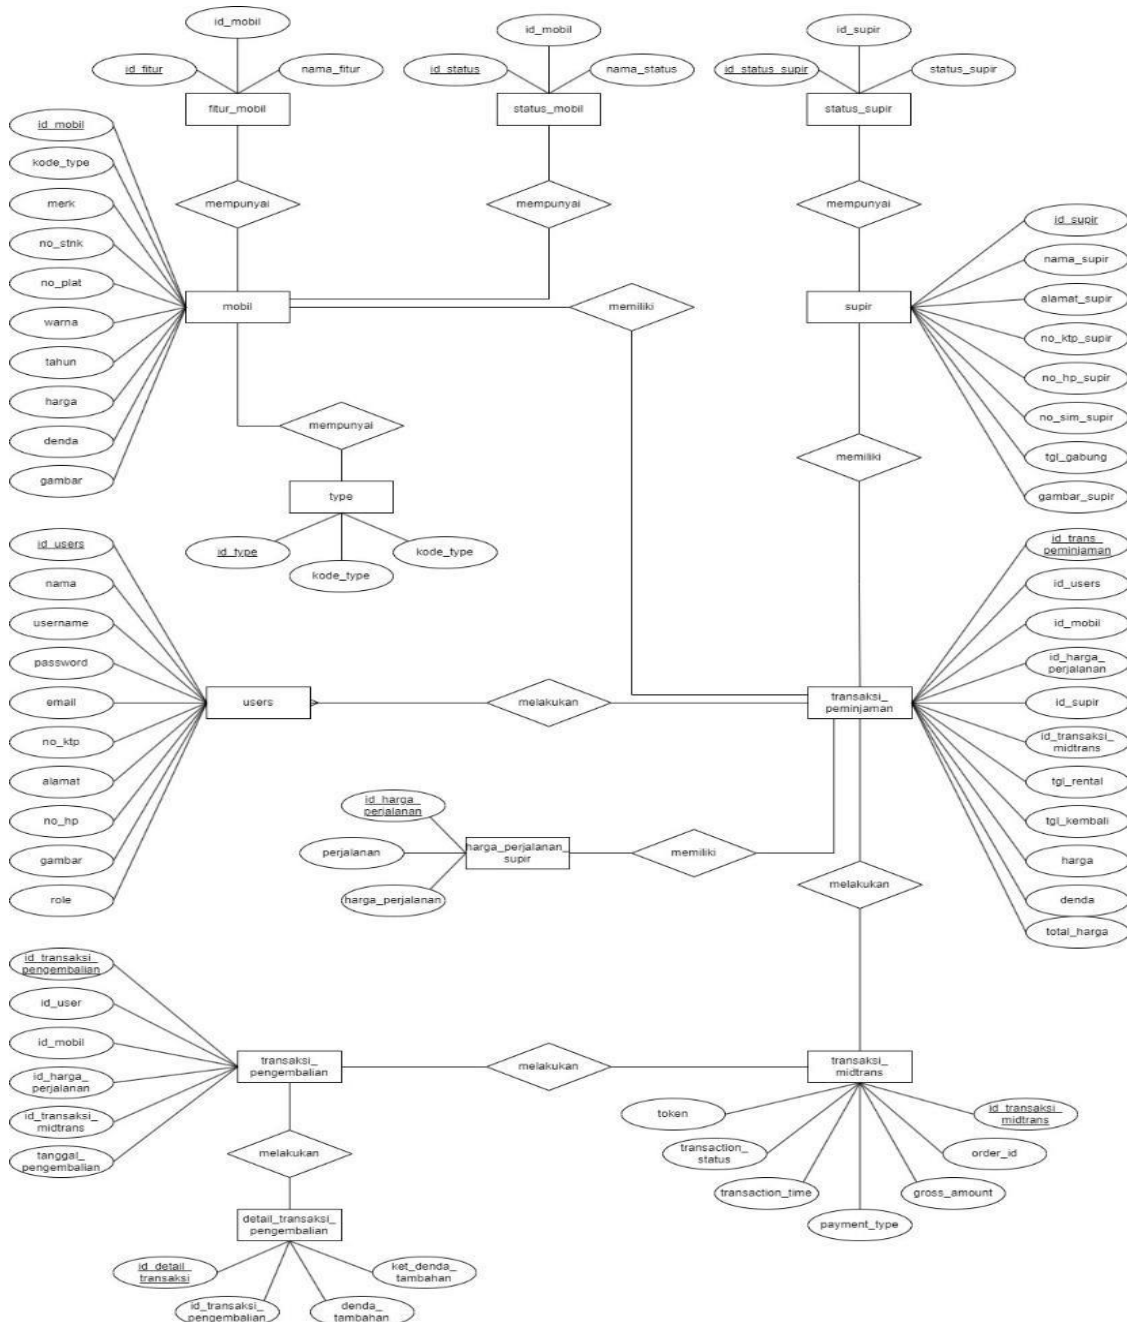 id_mobil
id_mobil
id_supir
id_fitur
nama_fitur
id_status
nama_status
id_status_supir
status_supir
fitur_mobil
status_mobil
status_supir
id_mobil
kode_type
merk
no_stnk
no_plat
warna
tahun
harga
denda
gambar
mempunyai
mempunyai
mempunyai
mobil
memiliki
supir
id_supir
nama_supir
alamat_supir
no_ktp_supir
no_hp_supir
no_sim_supir
tgl_gabung
gambar_supir
mempunyai
memiliki
type
id_type
kode_type
kode_type
id_users
nama
username
password
email
no_ktp
alamat
no_hp
gambar
role
users
melakukan
transaksi_
peminjaman
id_trans_
peminjaman
id_users
id_mobil
id_harga_
perjalanan
id_supir
id_transaksi_
midtrans
tgl_rental
tgl_kembali
harga
denda
total_harga
id_harga_
perjalanan
perjalanan
harga_perjalanan
harga_perjalanan_
supir
memiliki
melakukan
id_transaksi_
pengembalian
id_user
id_mobil
id_harga_
perjalanan
id_transaksi_
midtrans
tanggal_
pengembalian
transaksi_
pengembalian
melakukan
transaksi_
midtrans
token
transaction_
status
transaction_time
payment_type
gross_amount
order_id
id_transaksi_
midtrans
melakukan
detail_transaksi_
pengembalian
id_detail_
transaksi
id_transaksi_
pengembalian
denda_
tambahan
ket_denda_
tambahan